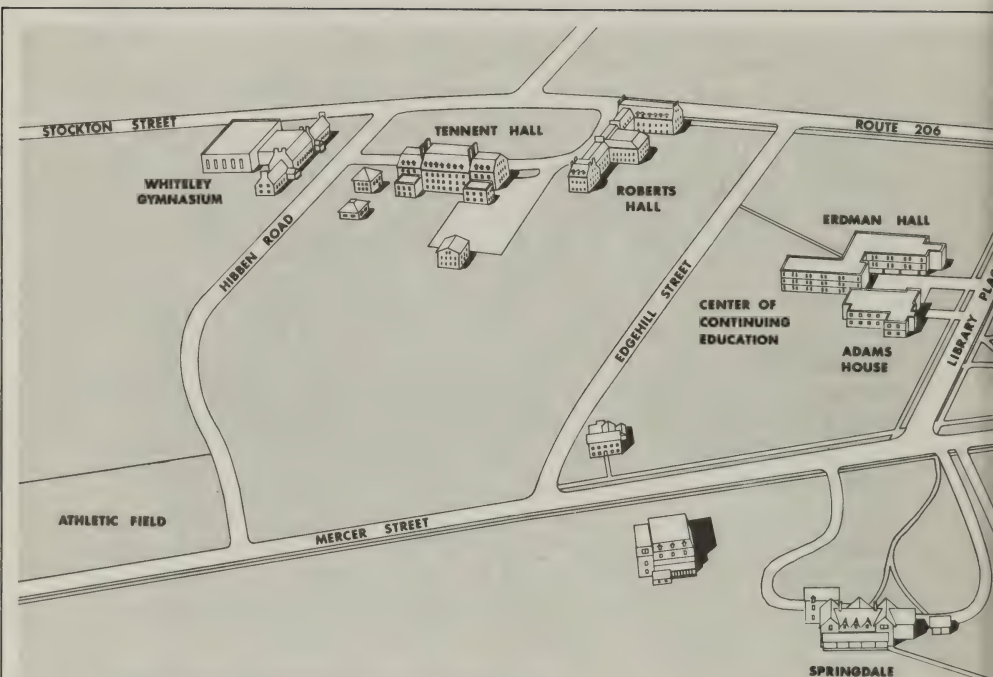 STOCKTON STREET
TENNENT HALL
ROUTE 206
WHITELEY
GYMNASIUM
ROBERTS
HALL
ERDMAN HALL
HIBBEN ROAD
EDGEHILL STREET
CENTER OF
CONTINUING
EDUCATION
ADAMS
HOUSE
LIBRARY
ATHLETIC FIELD
MERCER STREET
SPRINGDALE